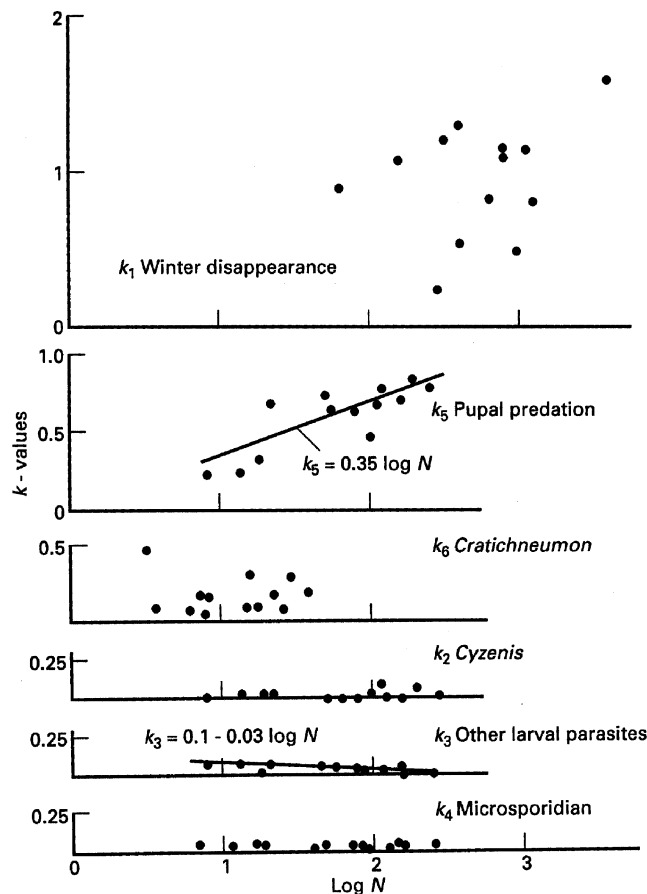 2
1
k₁ Winter disappearance
0
1.0
k₅ Pupal predation
0.5
k₅ = 0.35 log N
0
k - values
k₆ Cratichneumon
0.5
k₂ Cyzenis
0.25
k₃ = 0.1 - 0.03 log N
k₃ Other larval parasites
0.25
k₄ Microsporidian
0.25
0 1 2 3
Log N